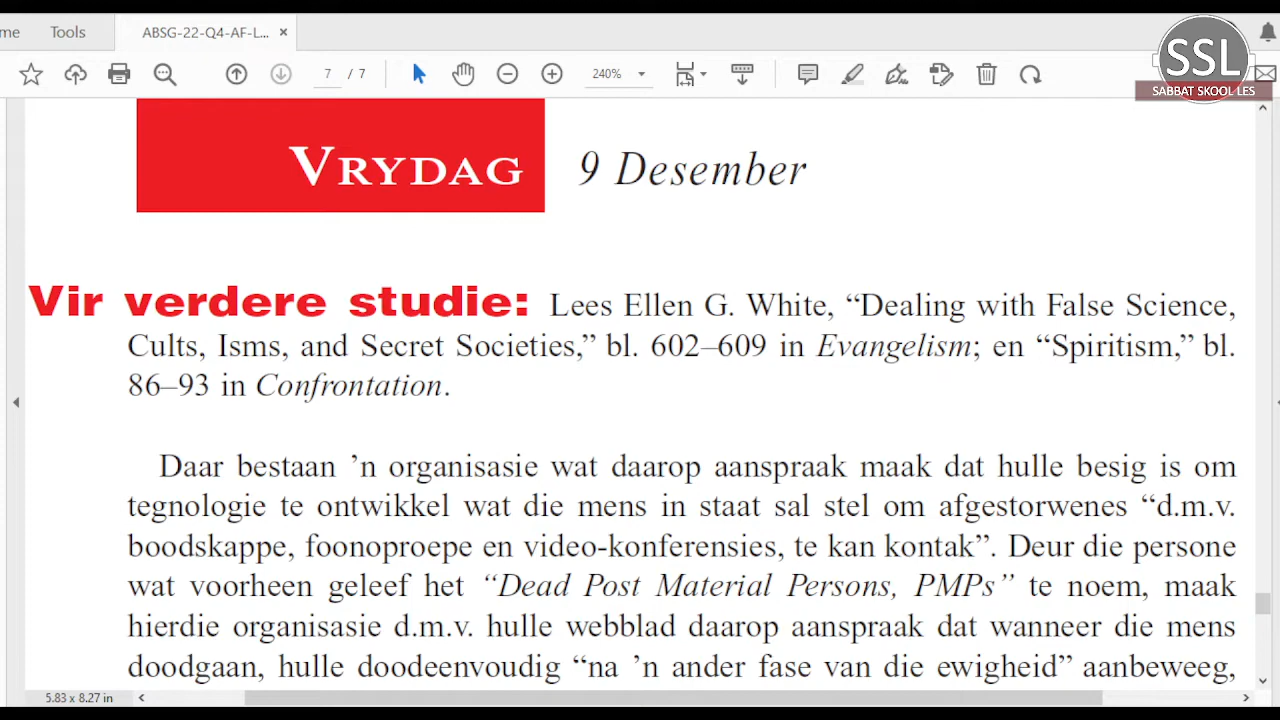 me
Tools
ABSG-22-Q4-AF-L...
SSL
SABBAT SKOOL LES
7 / 7
240%
VRYDAG
9 Desember
Vir verdere studie: Lees Ellen G. White, “Dealing with False Science,
Cults, Isms, and Secret Societies,” bl. 602–609 in Evangelism; en “Spiritism,” bl.
86–93 in Confrontation.
Daar bestaan ’n organisasie wat daarop aanspraak maak dat hulle besig is om
tegnologie te ontwikkel wat die mens in staat sal stel om afgestorwenes “d.m.v.
boodskappe, foonoproepe en video-konferensies, te kan kontak”. Deur die persone
wat voorheen geleef het “Dead Post Material Persons, PMPs” te noem, maak
hierdie organisasie d.m.v. hulle webblad daarop aanspraak dat wanneer die mens
doodgaan, hulle doodeenvoudig “na ’n ander fase van die ewigheid” aanbeweeg,
5.83 x 8.27 in